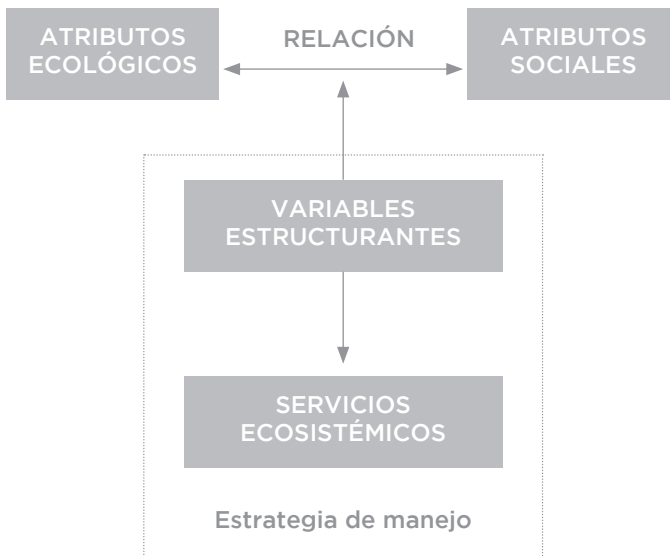 ATRIBUTOS
ECOLÓGICOS
RELACIÓN
ATRIBUTOS
SOCIALES
VARIABLES
ESTRUCTURANTES
SERVICIOS
ECOSISTÉMICOS
Estrategia de manejo